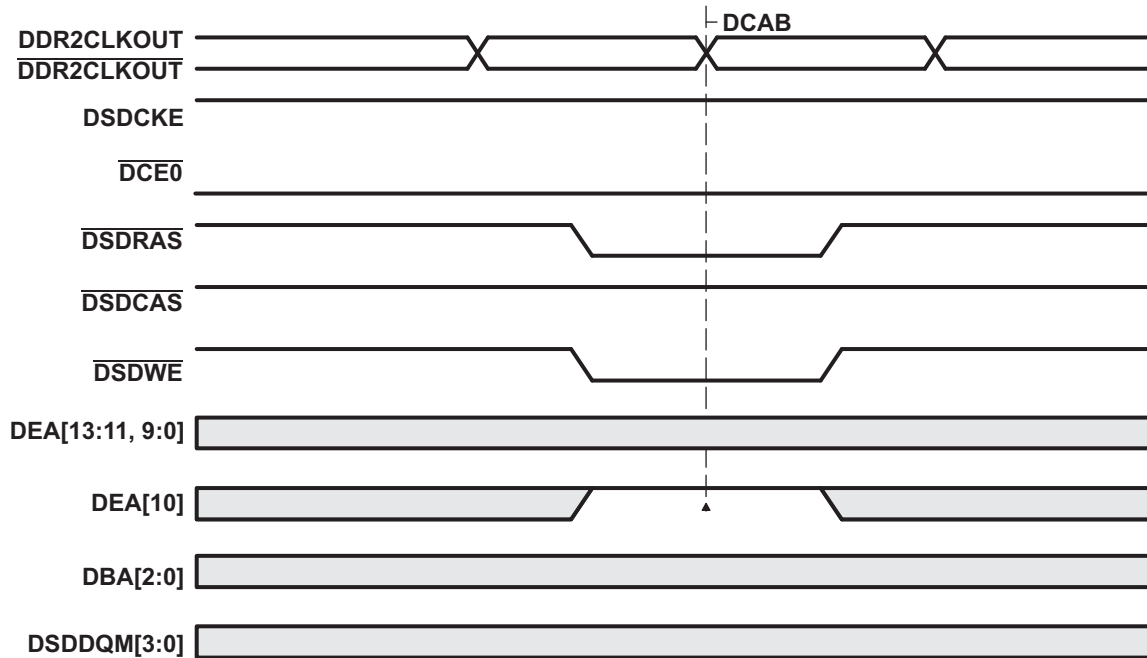 DCAB
DDR2CLKOUT
DDR2CLKOUT
DSDCKE
DCE0
DSDRAS
DSDCAS
DSDWE
DEA[13:11, 9:0]
DEA[10]
DBA[2:0]
DSDDQM[3:0]